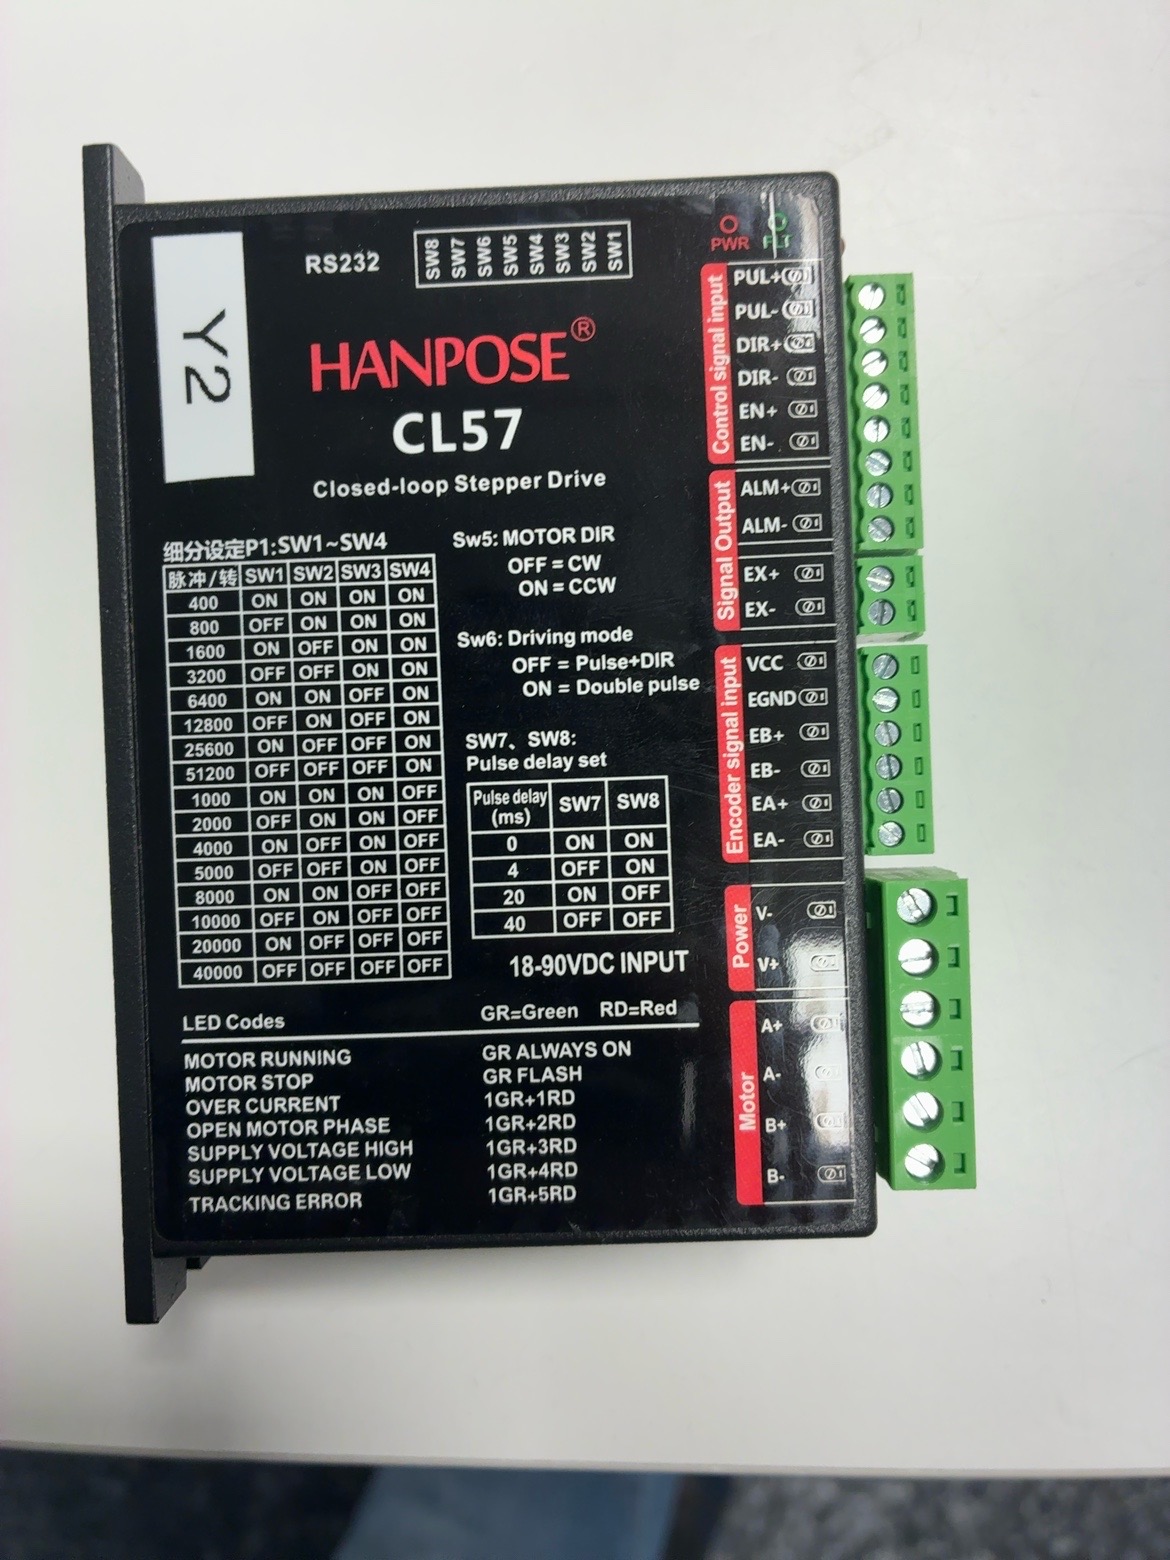 Y2
RS232
SW8 SW7 SW6 SW5 SW4 SW3 SW2 SW1
HANPOSE®
CL57
Closed-loop Stepper Drive
细分设定P1:SW1~SW4
脉冲/转 SW1 SW2 SW3 SW4
400 ON ON ON ON
800 OFF ON ON ON
1600 ON OFF ON ON
3200 OFF OFF ON ON
6400 ON ON OFF ON
12800 OFF ON OFF ON
25600 ON OFF OFF ON
51200 OFF OFF OFF ON
1000 ON ON ON OFF
2000 OFF ON ON OFF
4000 ON OFF ON OFF
5000 OFF OFF ON OFF
8000 ON ON OFF OFF
10000 OFF ON OFF OFF
20000 ON OFF OFF OFF
40000 OFF OFF OFF OFF
Sw5: MOTOR DIR
OFF = CW
ON = CCW
Sw6: Driving mode
OFF = Pulse+DIR
ON = Double pulse
SW7、SW8:
Pulse delay set
Pulse delay (ms) SW7 SW8
0 ON ON
4 OFF ON
20 ON OFF
40 OFF OFF
18-90VDC INPUT
LED Codes GR=Green RD=Red
MOTOR RUNNING GR ALWAYS ON
MOTOR STOP GR FLASH
OVER CURRENT 1GR+1RD
OPEN MOTOR PHASE 1GR+2RD
SUPPLY VOLTAGE HIGH 1GR+3RD
SUPPLY VOLTAGE LOW 1GR+4RD
TRACKING ERROR 1GR+5RD
PWR FLT
Control signal input
PUL+
PUL-
DIR+
DIR-
EN+
EN-
Signal Output
ALM+
ALM-
EX+
EX-
Encoder signal input
VCC
EGND
EB+
EB-
EA+
EA-
Power
V-
V+
Motor
A+
A-
B+
B-